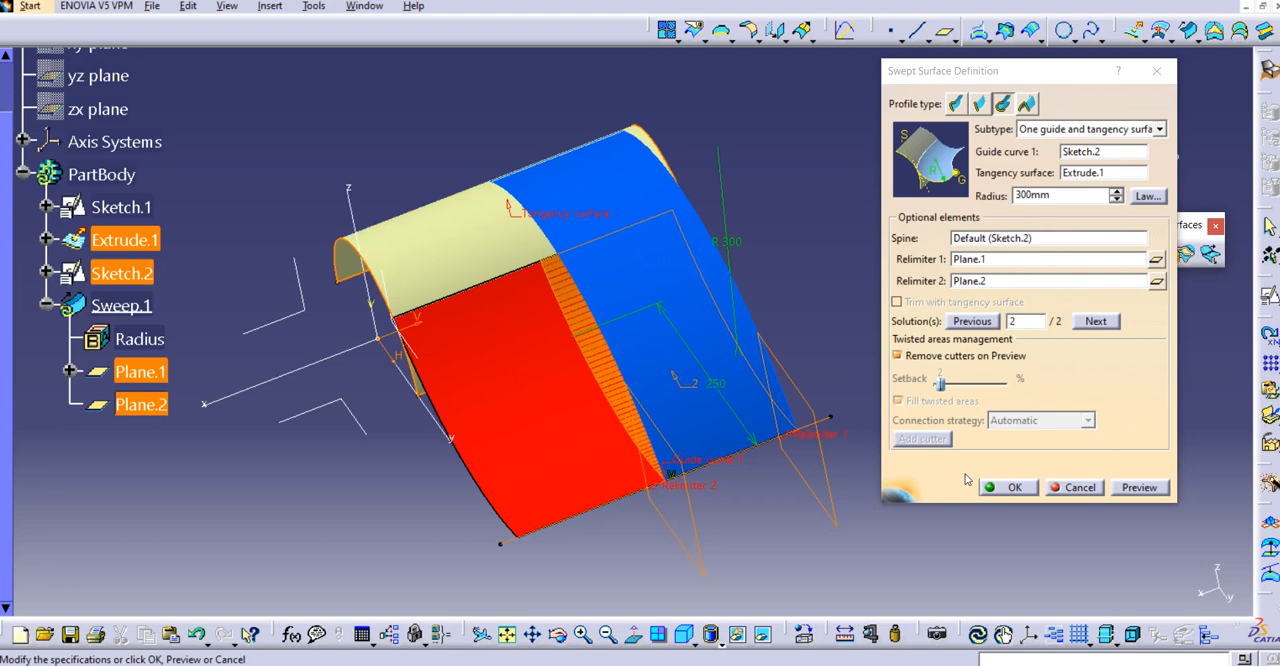 Start ENOVIA V5 VPM File Edit View Insert Tools Window Help
yz plane
zx plane
Axis Systems
PartBody
Sketch.1
Extrude.1
Sketch.2
Sweep.1
Radius
Plane.1
Plane.2
z
x
y
H
V
Tangency surface
R 300
250
2
Relimiter 1
Relimiter 2
Swept Surface Definition ? ×
Profile type:
S
R
G
Subtype: One guide and tangency surfa
Guide curve 1: Sketch.2
Tangency surface: Extrude.1
Radius: 300mm Law...
Optional elements
Spine: Default (Sketch.2)
Relimiter 1: Plane.1
Relimiter 2: Plane.2
Trim with tangency surface
Solution(s): Previous 2 / 2 Next
Twisted areas management
Remove cutters on Preview
Setback 2 %
Fill twisted areas
Connection strategy: Automatic
Add cutter
OK Cancel Preview
rfaces
z
x
y
f(x)
CATIA
Modify the specifications or click OK, Preview or Cancel